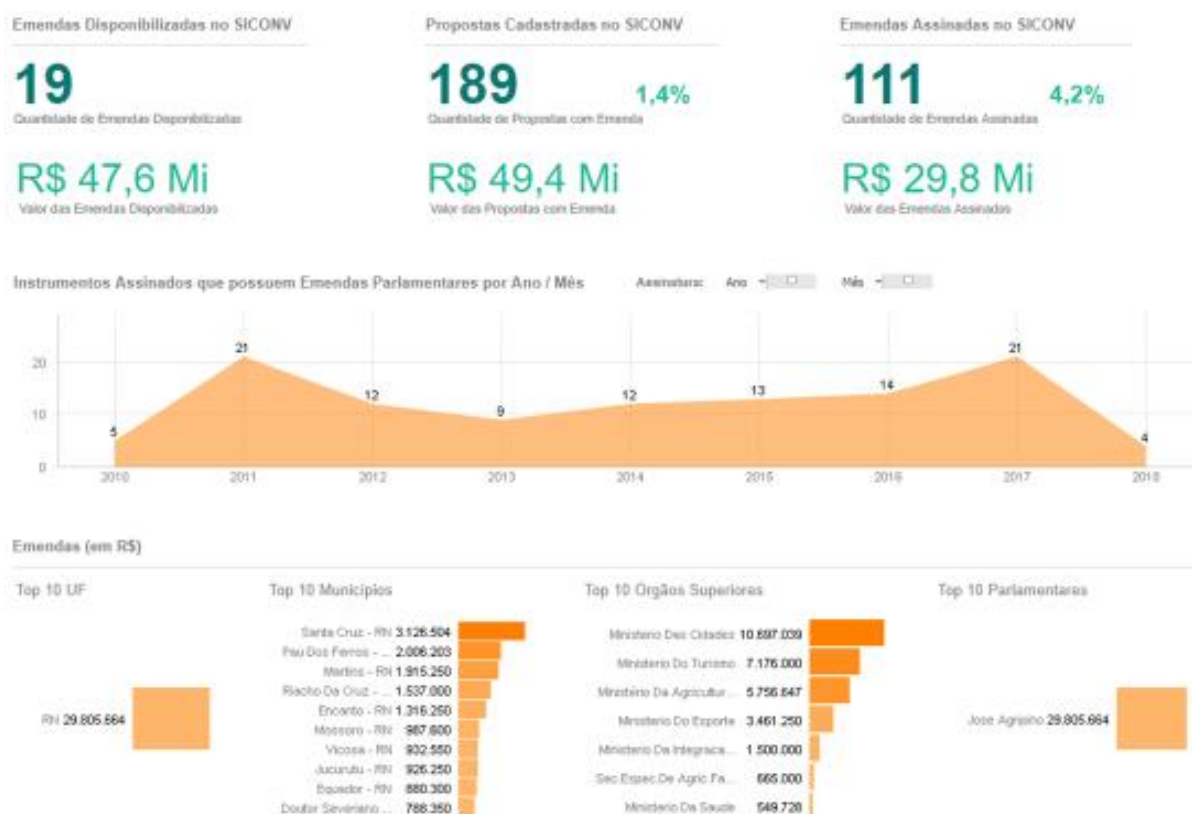 Emendas Disponibilizadas no SICONV
19
Quantidade de Emendas Disponibilizadas
R$ 47,6 Mi
Valor das Emendas Disponibilizadas
Propostas Cadastradas no SICONV
189
1,4%
Quantidade de Propostas com Emenda
R$ 49,4 Mi
Valor das Propostas com Emenda
Emendas Assinadas no SICONV
111
4,2%
Quantidade de Emendas Assinadas
R$ 29,8 Mi
Valor das Emendas Assinadas
Instrumentos Assinados que possuem Emendas Parlamentares por Ano / Mês
Assinatura: Ano Mês
20
10
0
5
21
12
9
12
13
14
21
4
2010
2011
2012
2013
2014
2015
2016
2017
2018
Emendas (em R$)
Top 10 UF
RN 29.805.664
Top 10 Municípios
Santa Cruz - RN 3.126.504
Pau Dos Ferros - ... 2.006.203
Martins - RN 1.915.250
Riacho Da Cruz - ... 1.537.000
Encanto - RN 1.316.250
Mossoro - RN 987.600
Vicosa - RN 932.550
Jucurutu - RN 926.250
Equador - RN 880.300
Doutor Severiano ... 788.350
Top 10 Orgãos Superiores
Ministerio Das Cidades 10.697.039
Ministerio Do Turismo 7.176.000
Ministério Da Agricultur... 5.756.647
Ministerio Do Esporte 3.461.250
Ministerio Da Integraca... 1.500.000
Sec.Espec.De Agric.Fa... 665.000
Ministerio Da Saude 549.728
Top 10 Parlamentares
Jose Agripino 29.805.664